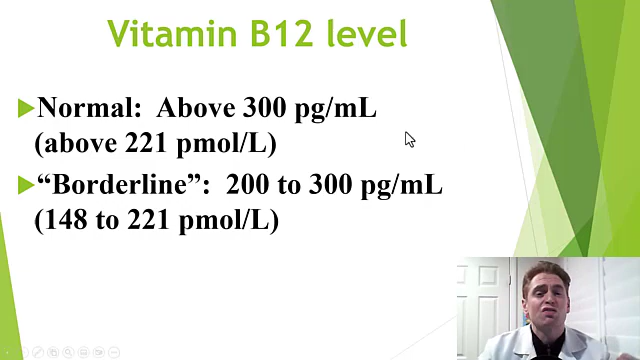 Vitamin B12 level
Normal:  Above 300 pg/mL
(above 221 pmol/L)
“Borderline”:  200 to 300 pg/mL
(148 to 221 pmol/L)